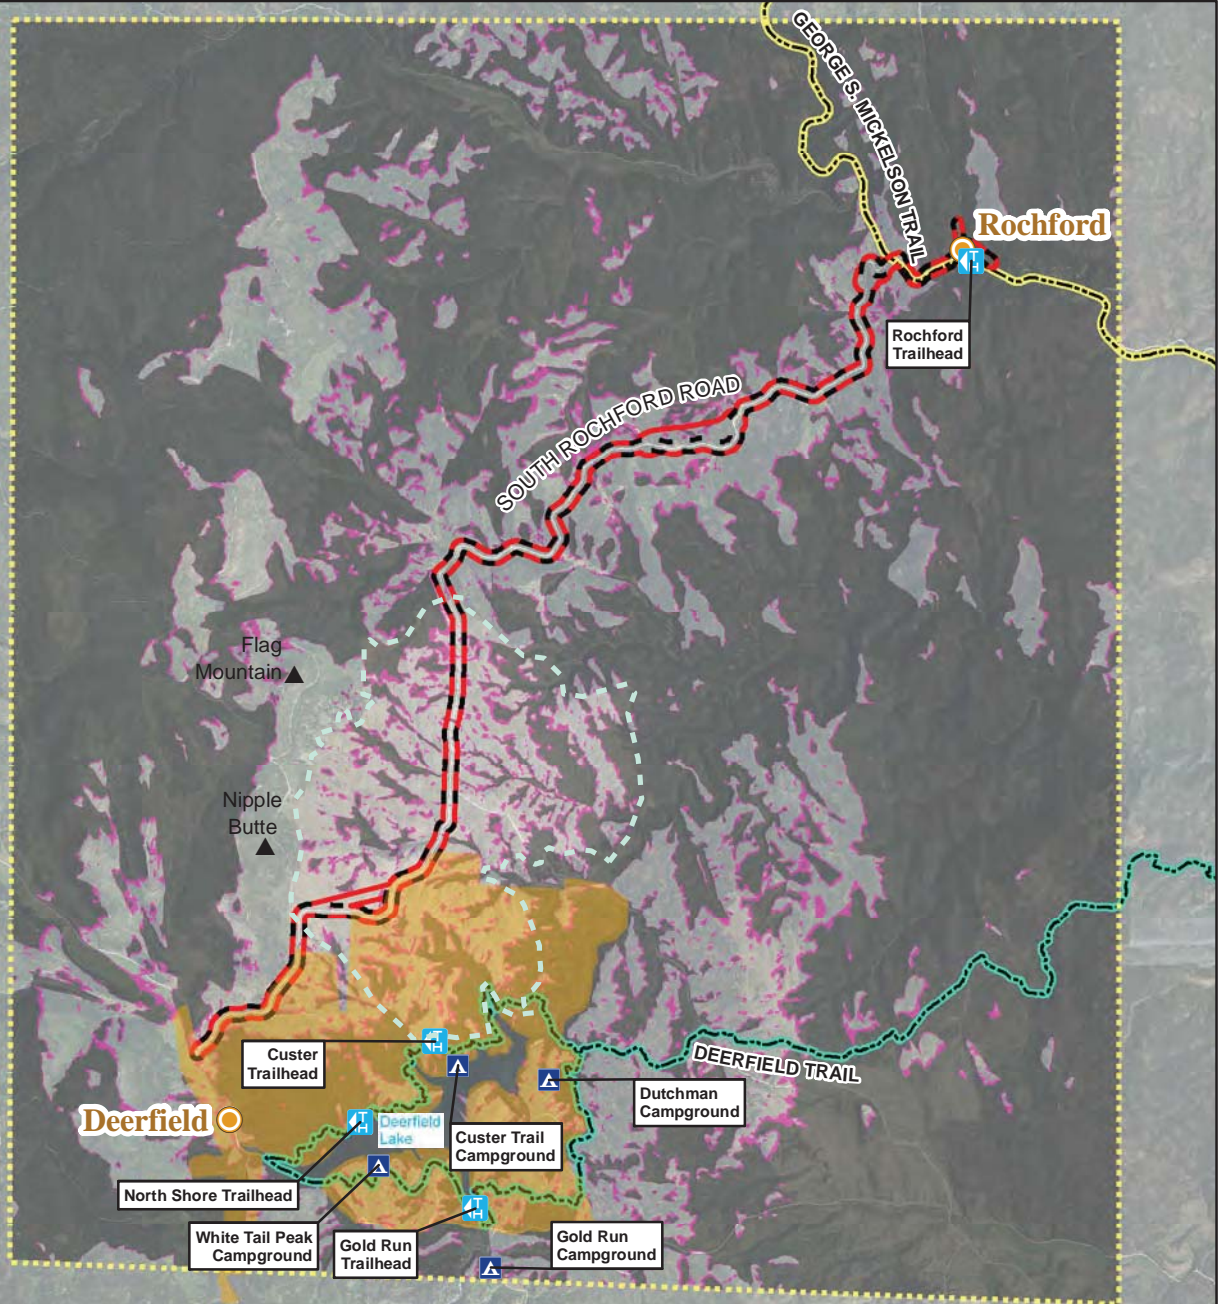 GEORGE S. MICKELSON TRAIL
Rochford
T
H
Rochford
Trailhead
SOUTH ROCHFORD ROAD
Flag
Mountain
Nipple
Butte
DEERFIELD TRAIL
T
H
Custer
Trailhead
Dutchman
Campground
Deerfield
T
H
Deerfield
Lake
Custer Trail
Campground
North Shore Trailhead
T
H
White Tail Peak
Campground
Gold Run
Trailhead
Gold Run
Campground